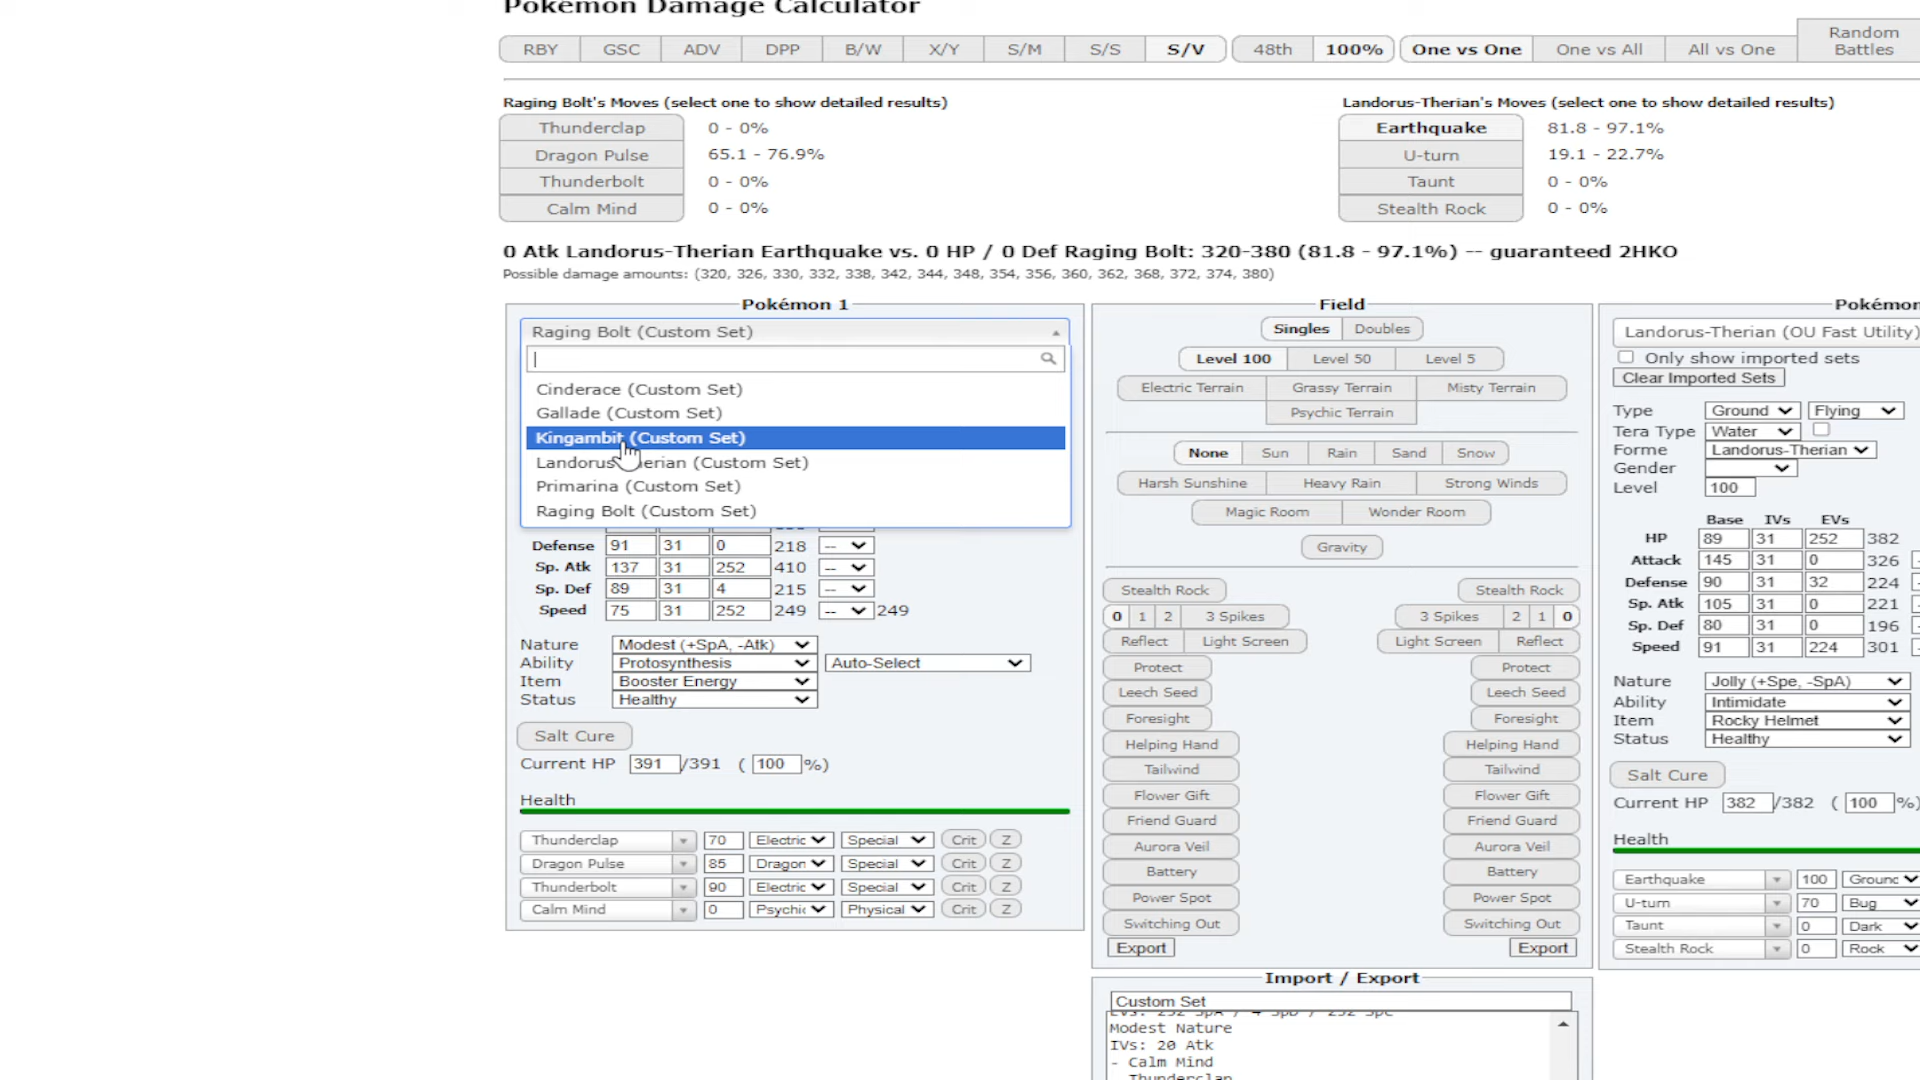 Pokémon Damage Calculator
RBY GSC ADV DPP B/W X/Y S/M S/S S/V 48th 100% One vs One One vs All All vs One Random Battles
Raging Bolt's Moves (select one to show detailed results)
Thunderclap 0 - 0%
Dragon Pulse 65.1 - 76.9%
Thunderbolt 0 - 0%
Calm Mind 0 - 0%
Landorus-Therian's Moves (select one to show detailed results)
Earthquake 81.8 - 97.1%
U-turn 19.1 - 22.7%
Taunt 0 - 0%
Stealth Rock 0 - 0%
0 Atk Landorus-Therian Earthquake vs. 0 HP / 0 Def Raging Bolt: 320-380 (81.8 - 97.1%) -- guaranteed 2HKO
Possible damage amounts: (320, 326, 330, 332, 338, 342, 344, 348, 354, 356, 360, 362, 368, 372, 374, 380)
Pokémon 1
Raging Bolt (Custom Set)
Cinderace (Custom Set)
Gallade (Custom Set)
Kingambit (Custom Set)
Landorus-Therian (Custom Set)
Primarina (Custom Set)
Raging Bolt (Custom Set)
Defense 91 31 0 218 --
Sp. Atk 137 31 252 410 --
Sp. Def 89 31 4 215 --
Speed 75 31 252 249 -- 249
Nature Modest (+SpA, -Atk)
Ability Protosynthesis Auto-Select
Item Booster Energy
Status Healthy
Salt Cure
Current HP 391 /391 ( 100 %)
Health
Thunderclap 70 Electric Special Crit Z
Dragon Pulse 85 Dragon Special Crit Z
Thunderbolt 90 Electric Special Crit Z
Calm Mind 0 Psychic Physical Crit Z
Field
Singles Doubles
Level 100 Level 50 Level 5
Electric Terrain Grassy Terrain Misty Terrain
Psychic Terrain
None Sun Rain Sand Snow
Harsh Sunshine Heavy Rain Strong Winds
Magic Room Wonder Room
Gravity
Stealth Rock Stealth Rock
0 1 2 3 Spikes 3 Spikes 2 1 0
Reflect Light Screen Light Screen Reflect
Protect Protect
Leech Seed Leech Seed
Foresight Foresight
Helping Hand Helping Hand
Tailwind Tailwind
Flower Gift Flower Gift
Friend Guard Friend Guard
Aurora Veil Aurora Veil
Battery Battery
Power Spot Power Spot
Switching Out Switching Out
Export Export
Import / Export
Custom Set
EVs: 252 SpA / 4 SpD / 252 Spe
Modest Nature
IVs: 20 Atk
- Calm Mind
- Thunderclap
Pokémon
Landorus-Therian (OU Fast Utility)
Only show imported sets
Clear Imported Sets
Type Ground Flying
Tera Type Water
Forme Landorus-Therian
Gender
Level 100
Base IVs EVs
HP 89 31 252 382
Attack 145 31 0 326
Defense 90 31 32 224
Sp. Atk 105 31 0 221
Sp. Def 80 31 0 196
Speed 91 31 224 301
Nature Jolly (+Spe, -SpA)
Ability Intimidate
Item Rocky Helmet
Status Healthy
Salt Cure
Current HP 382 /382 ( 100 %)
Health
Earthquake 100 Ground
U-turn 70 Bug
Taunt 0 Dark
Stealth Rock 0 Rock